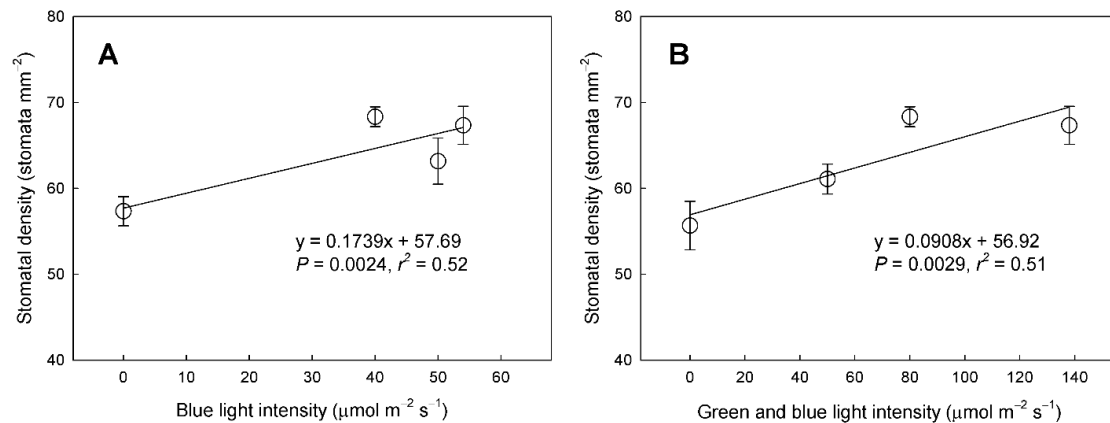 A
Stomatal density (stomata mm⁻²)
80
70
60
50
40
y = 0.1739x + 57.69
P = 0.0024, r² = 0.52
0 10 20 30 40 50 60
Blue light intensity (μmol m⁻² s⁻¹)
B
Stomatal density (stomata mm⁻²)
80
70
60
50
40
y = 0.0908x + 56.92
P = 0.0029, r² = 0.51
0 20 40 60 80 100 120 140
Green and blue light intensity (μmol m⁻² s⁻¹)